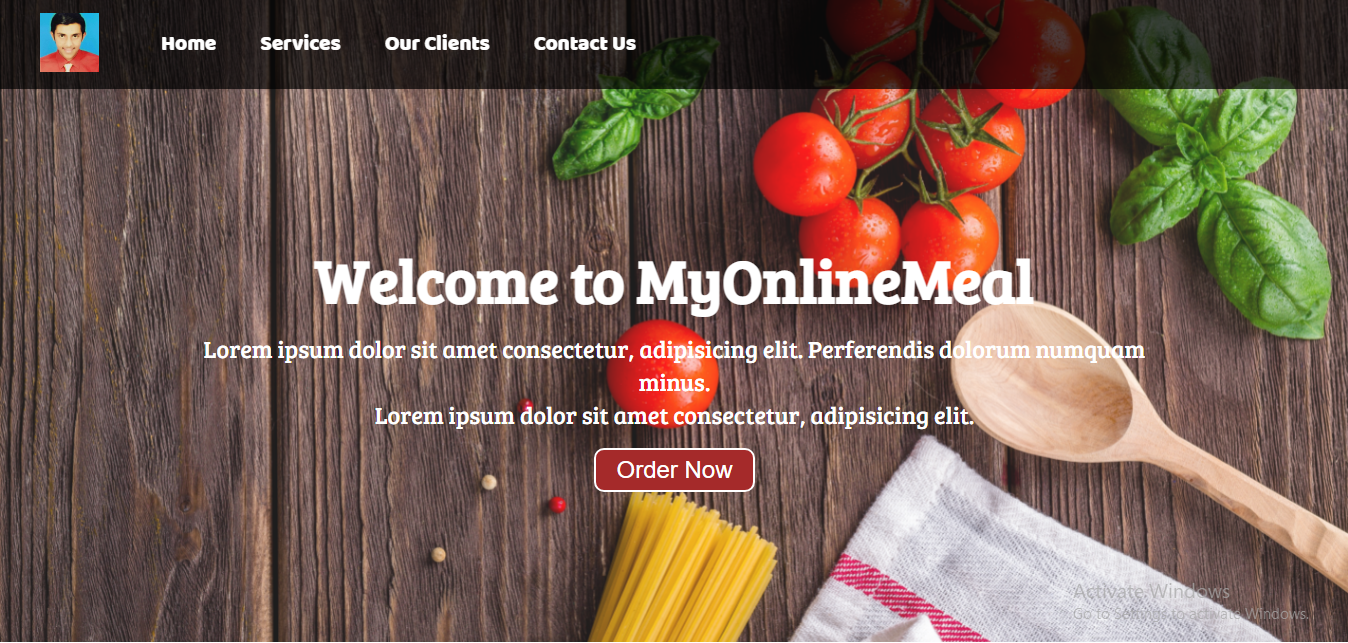 Home Services Our Clients Contact Us
Welcome to MyOnlineMeal
Lorem ipsum dolor sit amet consectetur, adipisicing elit. Perferendis dolorum numquam
minus.
Lorem ipsum dolor sit amet consectetur, adipisicing elit.
Order Now
Activate Windows
Go to Settings to activate Windows.